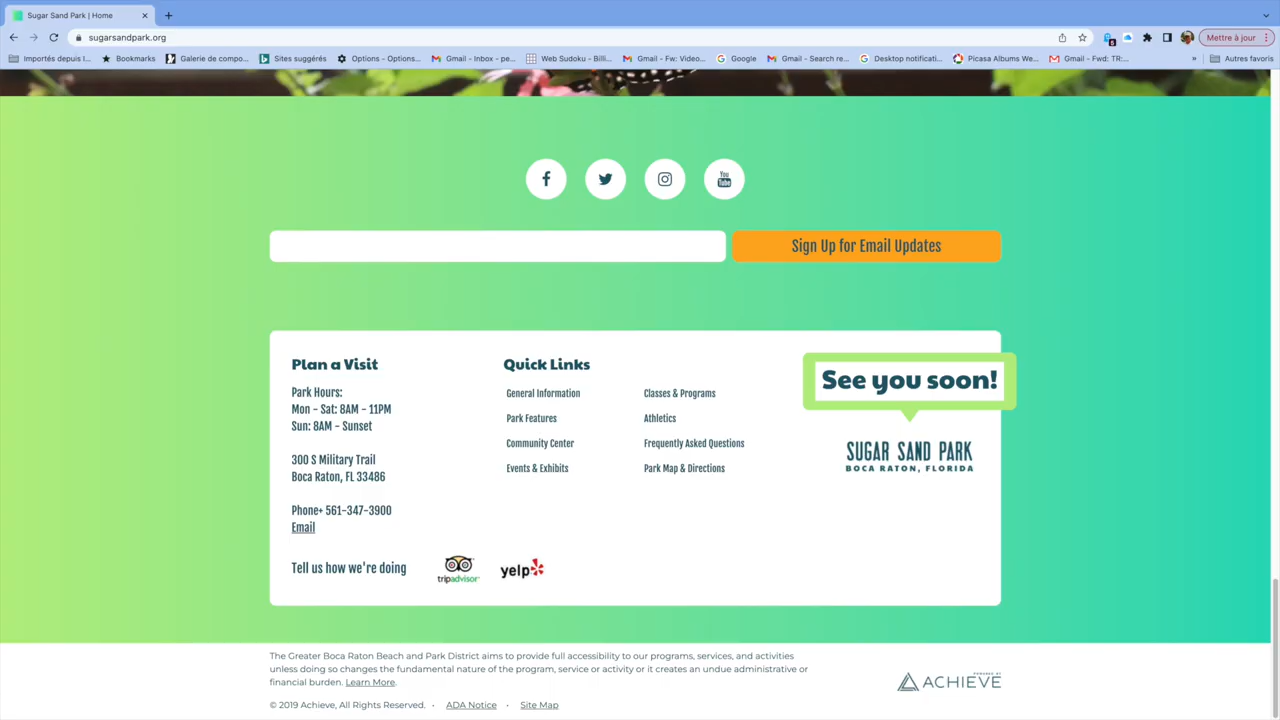 Sugar Sand Park | Home
sugarsandpark.org
5
Mettre à jour
Importés depuis l...
Bookmarks
Galerie de compo...
Sites suggérés
Options - Options...
Gmail - Inbox - pe...
Web Sudoku - Billi...
Gmail - Fw: Video...
Google
Gmail - Search re...
Desktop notificati...
Picasa Albums We...
Gmail - Fwd: TR:...
»
Autres favoris
You Tube
Sign Up for Email Updates
Plan a Visit
Park Hours:
Mon - Sat: 8AM - 11PM
Sun: 8AM - Sunset
300 S Military Trail
Boca Raton, FL 33486
Phone+ 561-347-3900
Email
Tell us how we're doing
tripadvisor
yelp
Quick Links
General Information
Park Features
Community Center
Events & Exhibits
Classes & Programs
Athletics
Frequently Asked Questions
Park Map & Directions
See you soon!
SUGAR SAND PARK
BOCA RATON, FLORIDA
The Greater Boca Raton Beach and Park District aims to provide full accessibility to our programs, services, and activities
unless doing so changes the fundamental nature of the program, service or activity or it creates an undue administrative or
financial burden. Learn More.
© 2019 Achieve, All Rights Reserved. · ADA Notice · Site Map
POWERED BY
ACHIEVE